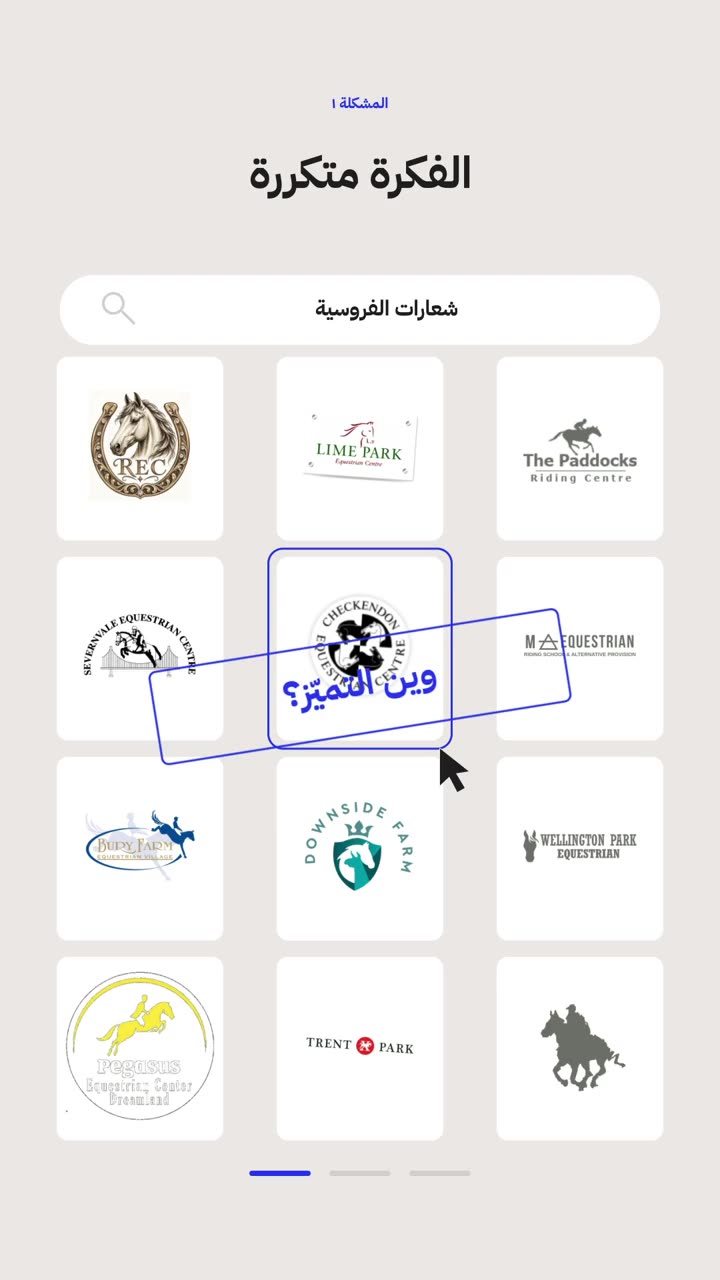 المشكلة ١
الفكرة متكررة
شعارات الفروسية
REC
LIME PARK
Equestrian Centre
The Paddocks
Riding Centre
SEVERNVALE EQUESTRIAN CENTRE
CHECKENDON
EQUESTRIAN CENTRE
وين التميّز؟
M EQUESTRIAN
RIDING SCHOOL & ALTERNATIVE PROVISION
BURY FARM
EQUESTRIAN VILLAGE
DOWNSIDE FARM
WELLINGTON PARK
EQUESTRIAN
Pegasus
Equestrian Center
Dreamland
TRENT PARK